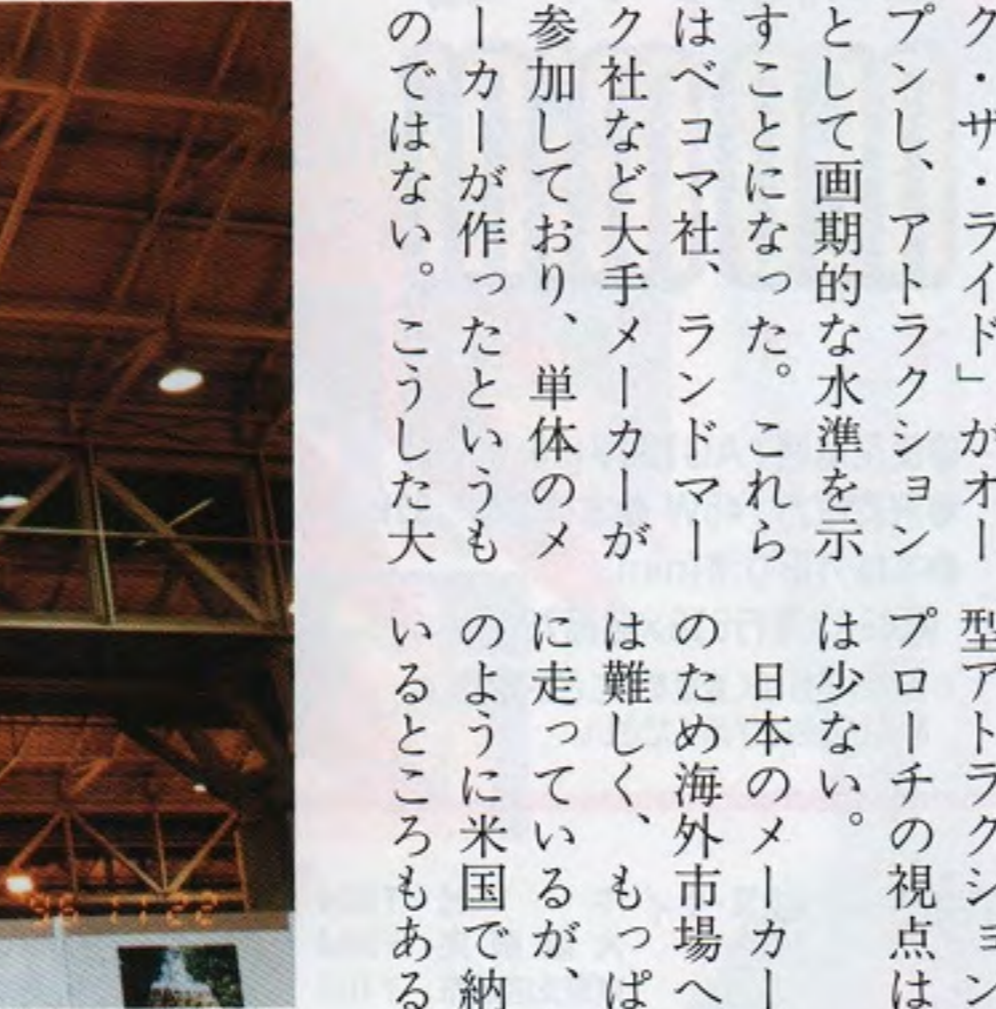 ク・ザ・ライド」がオー
プンし、アトラクション
として画期的な水準を示
すことになった。これら
はベコマ社、ランドマー
ク社など大手メーカーが
参加しており、単体のメ
ーカーが作ったというも
のではない。こうした大
型アトラクション
プローチの視点は
は少ない。
日本のメーカー
のため海外市場へ
は難しく、もっぱ
に走っているが、
のように米国で納
いるところもある
96 11 22